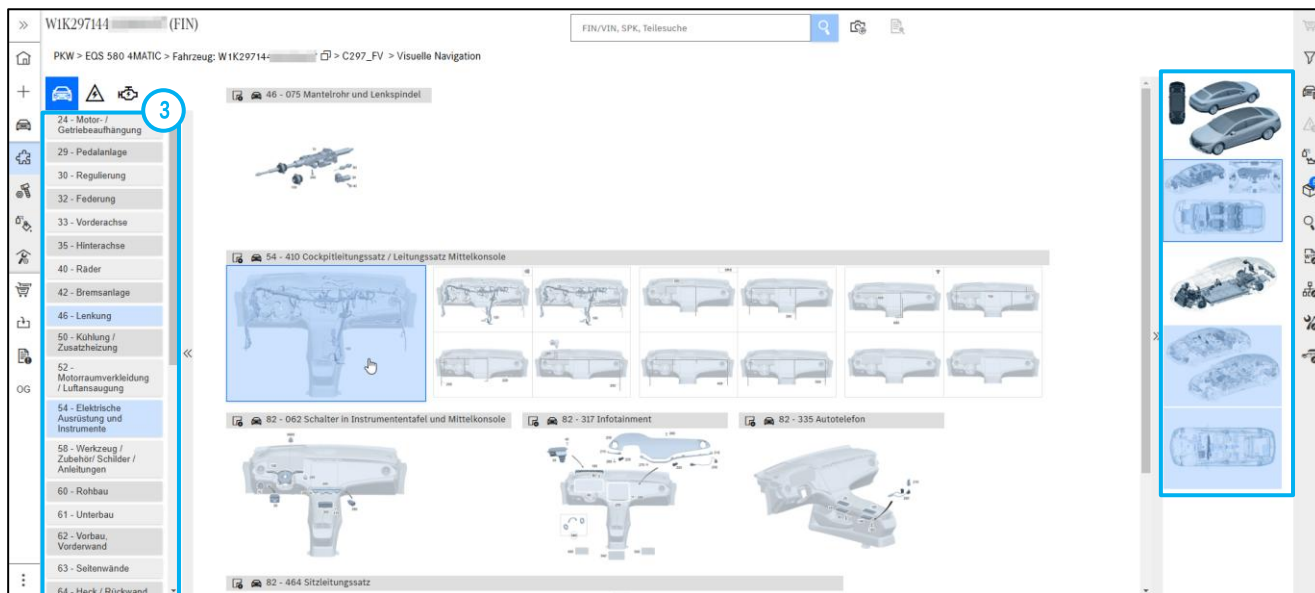 W1K297144 (FIN)
FIN/VIN, SPK, Teilesuche
PKW > EQS 580 4MATIC > Fahrzeug: W1K29714 > C297_FV > Visuelle Navigation
3
24 - Motor- /
Getriebeaufhängung
29 - Pedalanlage
30 - Regulierung
32 - Federung
33 - Vorderachse
35 - Hinterachse
40 - Räder
42 - Bremsanlage
46 - Lenkung
50 - Kühlung /
Zusatzheizung
52 -
Motorraumverkleidung
/ Luftansaugung
54 - Elektrische
Ausrüstung und
Instrumente
58 - Werkzeug /
Zubehör/ Schilder /
Anleitungen
60 - Rohbau
61 - Unterbau
62 - Vorbau,
Vorderwand
63 - Seitenwände
64 - Heck / Rückwand
OG
46 - 075 Mantelrohr und Lenkspindel
54 - 410 Cockpitleitungssatz / Leitungssatz Mittelkonsole
82 - 062 Schalter in Instrumententafel und Mittelkonsole
82 - 317 Infotainment
82 - 335 Autotelefon
82 - 464 Sitzleitungssatz